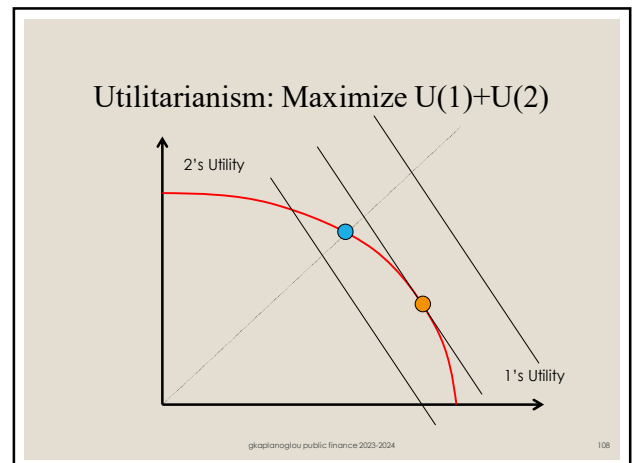 Utilitarianism: Maximize U(1)+U(2)
2's Utility
1's Utility
gkaplanoglou public finance 2023-2024
108